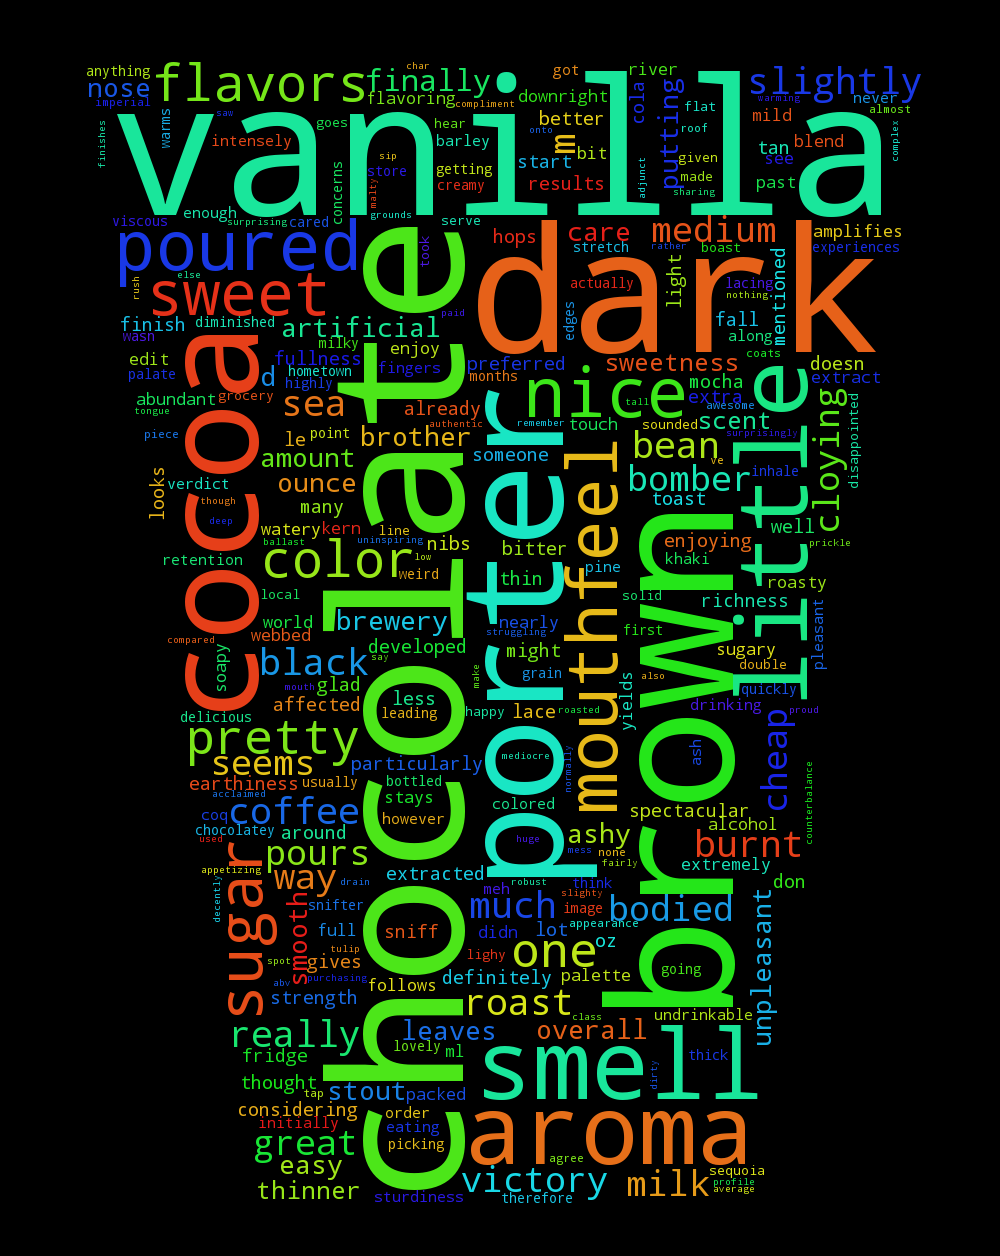 anything
nose
flavors
char
finally
flavoring
compliment
got
downright
river
cola
putting
slightly
warming
never
almost
imperial
finishes
warms
saw
goes
hear
better
onto
flat
roof
mild
complex
vanilla
intensely
concerns
sip
malty
store
barley
getting
creamy
start
m
bit
results
adjunct
given
made
sharing
tan
see
blend
past
viscous
enough
surprising
cared
grounds
serve
poured
took
hops
care
stretch
medium
rather
boast
amplifies
experiences
dark
else
rush
sweet
actually
light
lacing
nothing
mentioned
finish
wasn
diminished
artificial
paid
edges
fall
along
milky
enjoy
edit
palate
fullness
hometown
d
highly
fingers
preferred
months
sweetness
coats
doesn
extract
mocha
extra
nice
tall
awesome
abundant
grocery
tongue
sea
already
authentic
remember
touch
sounded
scent
surprisingly
disappointed
cloying
piece
le
point
brother
someone
bean
little
looks
verdict
amount
ounce
bomber
toast
inhale
ve
cocoa
though
many
deep
watery
kern
line
nibs
bitter
well
enjoying
prickle
ballast
uninspiring
color
low
weird
khaki
retention
thin
pine
roasty
local
solid
richness
world
webbed
brewery
nearly
struggling
first
pleasant
compared
soapy
developed
say
might
sugary
double
black
mouth
glad
make
grain
also
quickly
less
leading
affected
happy
lace
roasted
yields
drinking
proud
delicious
chocolate
porter
mouthfeel
brown
pretty
seems
particularly
mediocre
normally
ash
cheap
earthiness
usually
bottled
acclaimed
stays
colored
spectacular
counterbalance
coq
coffee
however
alcohol
chocolatey
around
used
huge
mess
ashy
none
fairly
burnt
pours
extremely
appetizing
sugar
way
drain
extracted
meh
robust
think
slighty
don
decently
snifter
much
image
bodied
smooth
full
sniff
didn
lot
appearance
oz
tulip
gives
one
spot
lighy
unpleasant
abv
purchasing
follows
definitely
palette
going
strength
roast
class
undrinkable
really
leaves
overall
fridge
lovely
ml
smell
thick
dirty
thought
tap
stout
packed
considering
order
initially
eating
picking
aroma
great
agree
easy
thinner
sturdiness
victory
therefore
milk
sequoia
profile
average